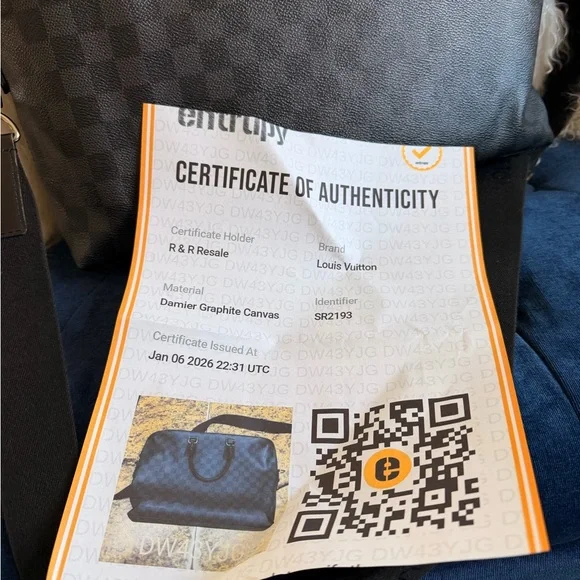 entrupy
CERTIFICATE OF AUTHENTICITY
Certificate Holder
R & R Resale
Brand
Louis Vuitton
Material
Damier Graphite Canvas
Identifier
SR2193
Certificate Issued At
Jan 06 2026 22:31 UTC
DW43YJG